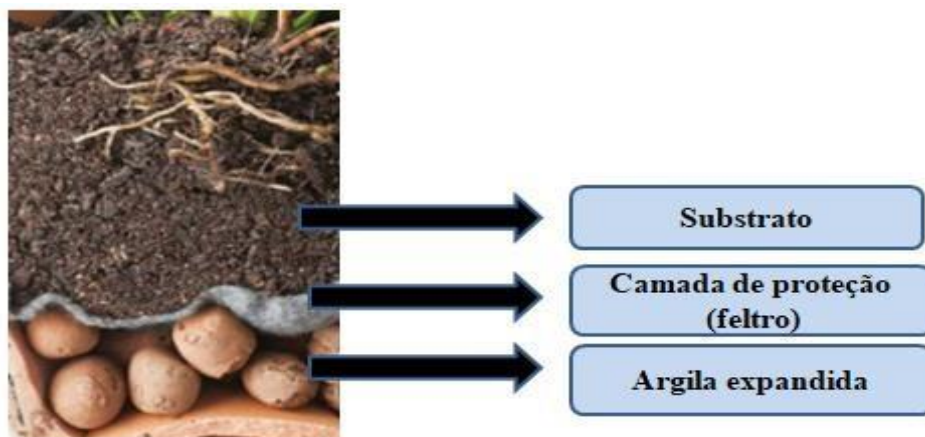 Substrato
Camada de proteção
(feltro)
Argila expandida